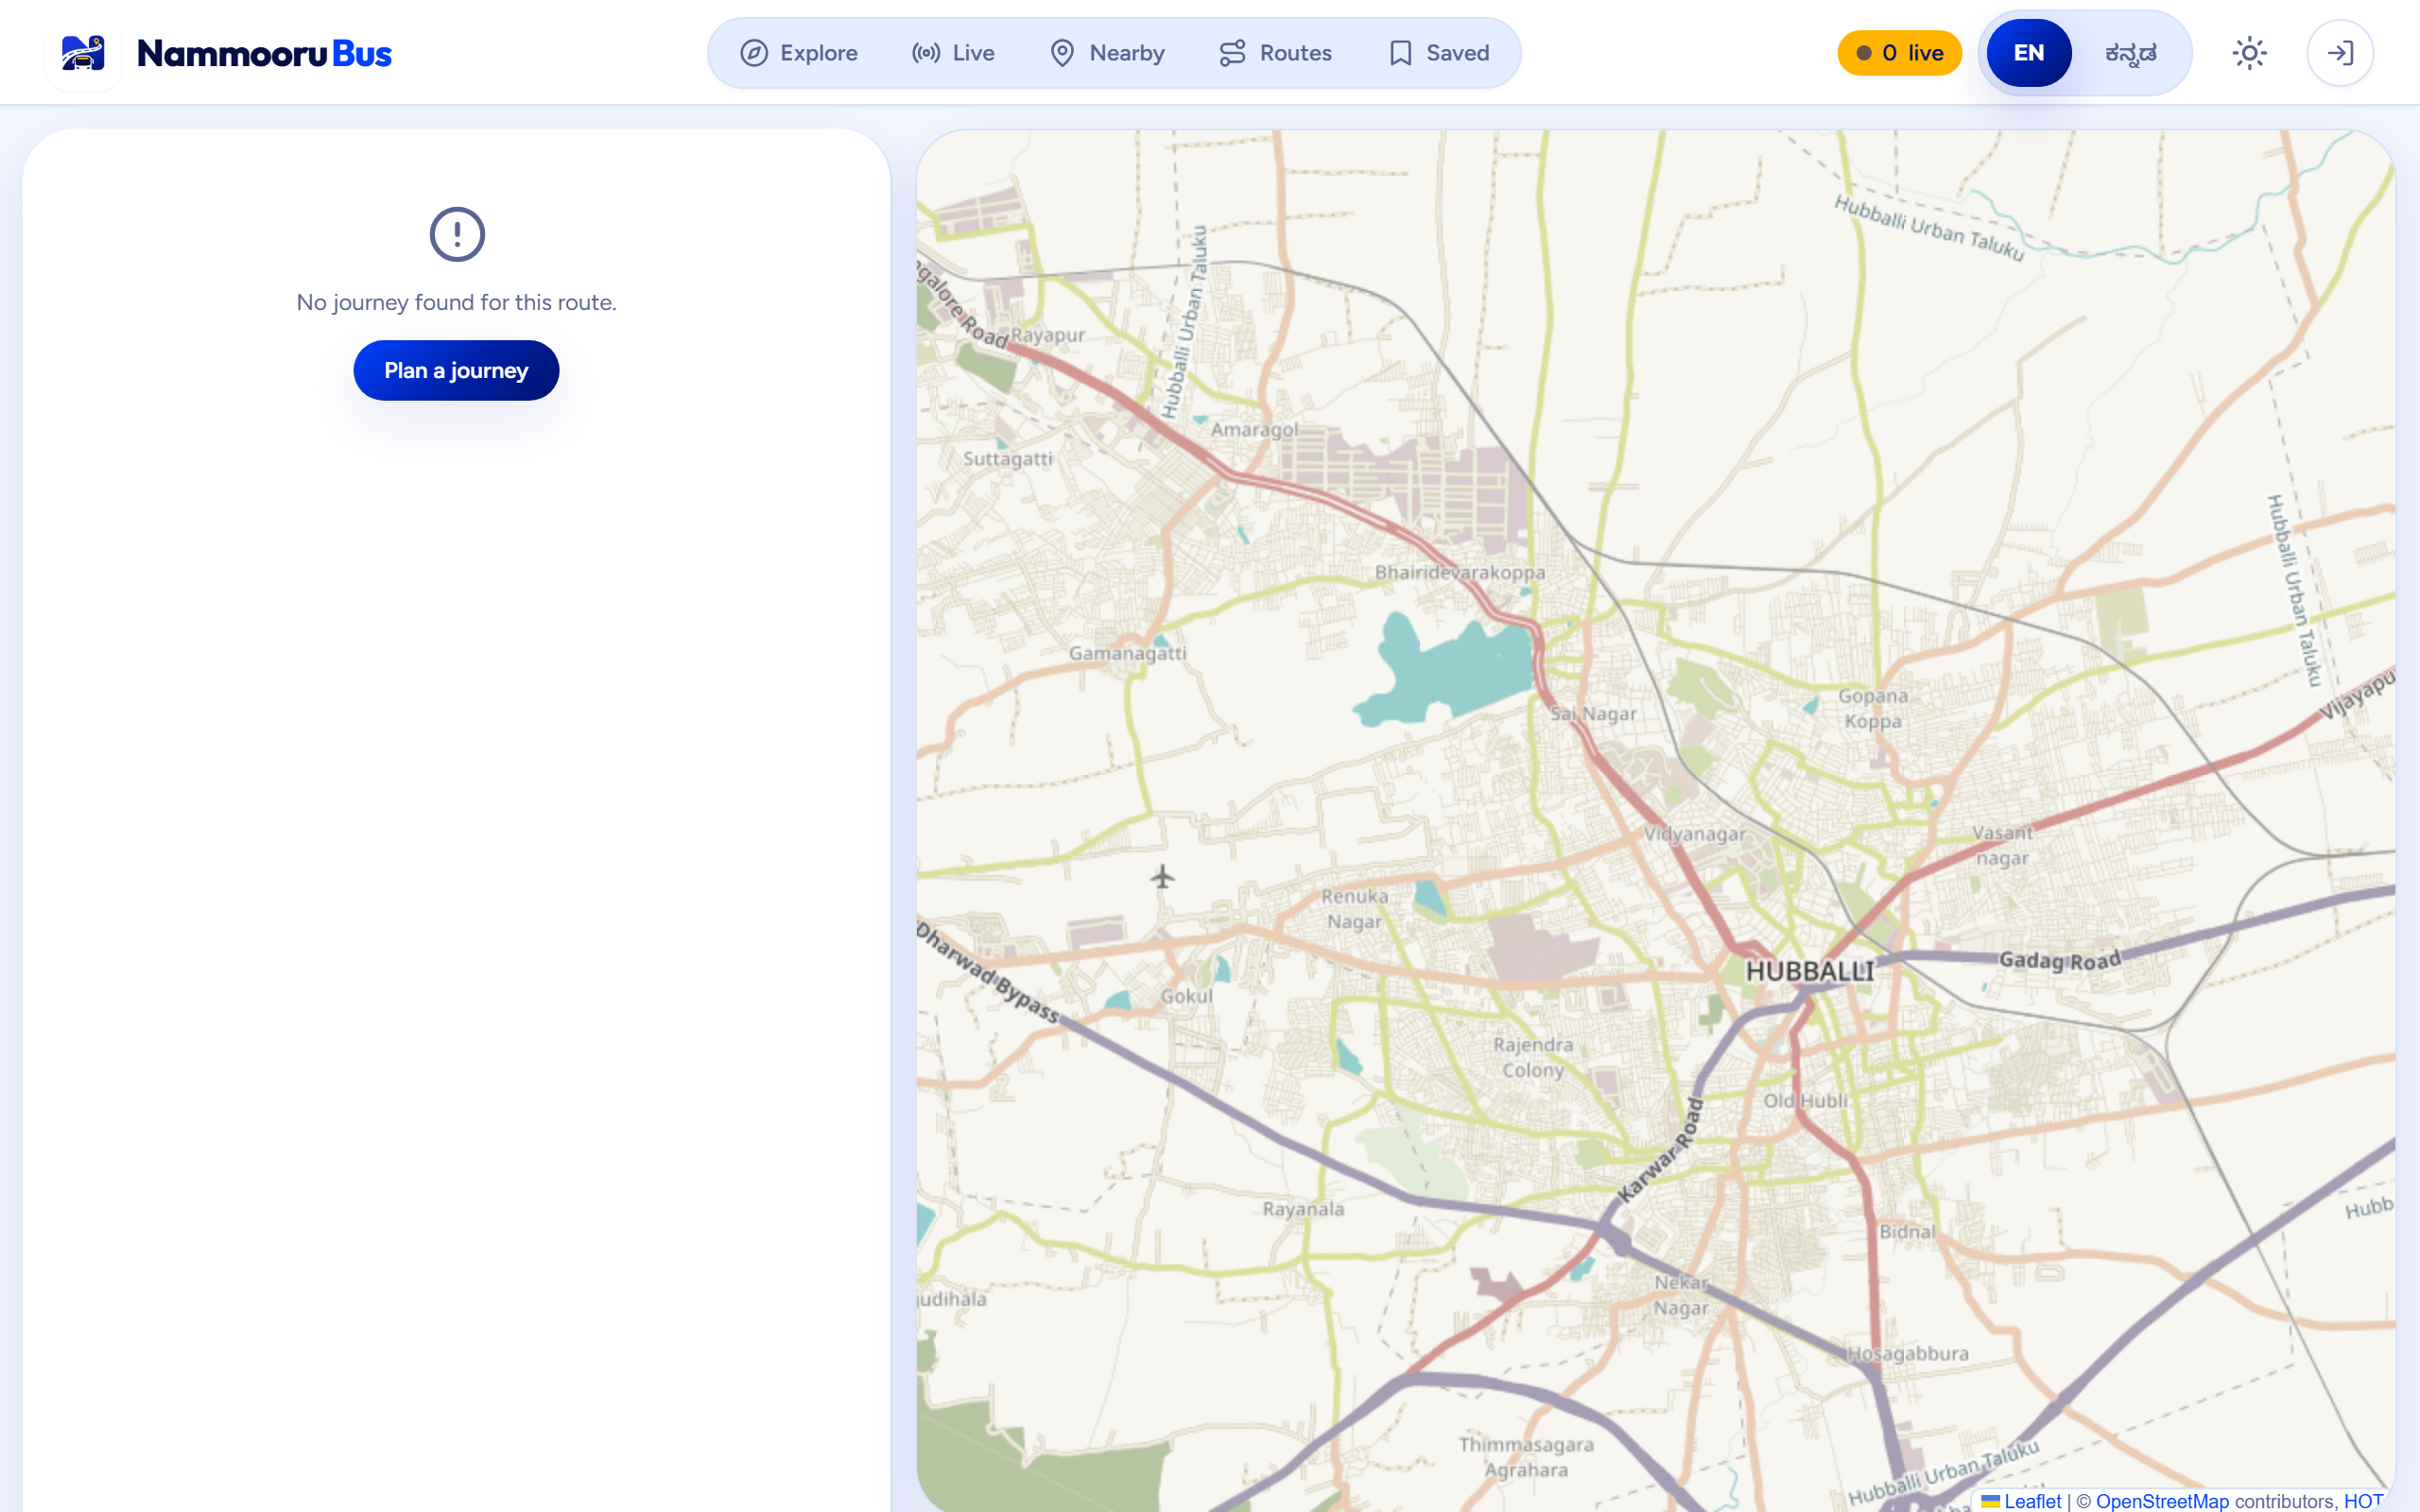 Nammooru Bus
Explore
Live
Nearby
Routes
Saved
0 live
EN
ಕನ್ನಡ
No journey found for this route.
Plan a journey
Hubballi Urban Taluku
Hubballi Urban Taluku
Rayapur
Amaragol
Suttagatti
Hubballi Urban Taluku
Bhairidevarakoppa
Gamanagatti
Gopana
Koppa
Sai Nagar
Vidyanagar
Vasant
nagar
Renuka
Nagar
Dharwad Bypass
HUBBALLI
Gadag Road
Gokul
Rajendra
Colony
Old Hubli
Karwar Road
Rayanala
Bidnal
Nekar
Nagar
Hosagabbura
Thimmasagara
Agrahara
Hubballi Urban Taluku
Leaflet | © OpenStreetMap contributors, HOT